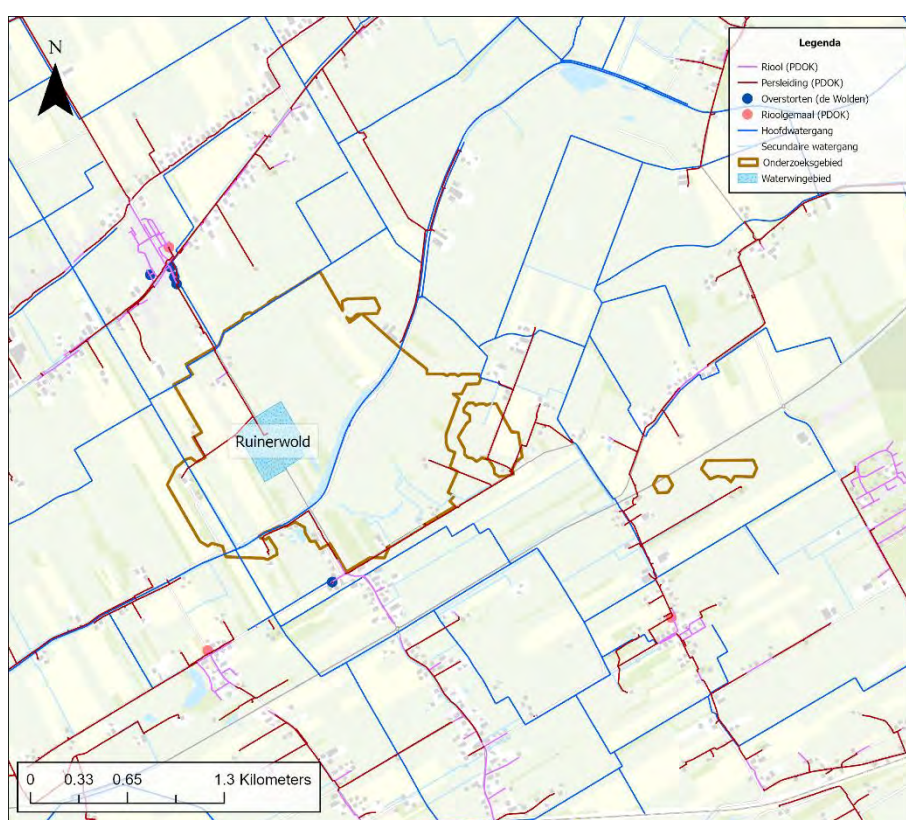 N
Legenda
Riool (PDOK)
Persleiding (PDOK)
Overstorten (de Wolden)
Rioolgemaal (PDOK)
Hoofdwatergang
Secundaire watergang
Onderzoeksgebied
Waterwingebied
Ruinerwold
0 0.33 0.65 1.3 Kilometers